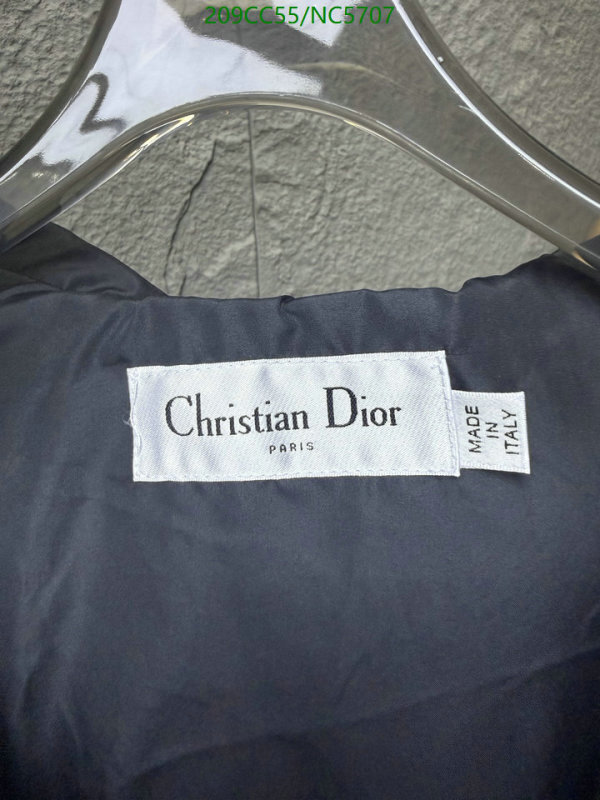 209CC55/NC5707
Christian Dior
PARIS
MADE
IN
ITALY